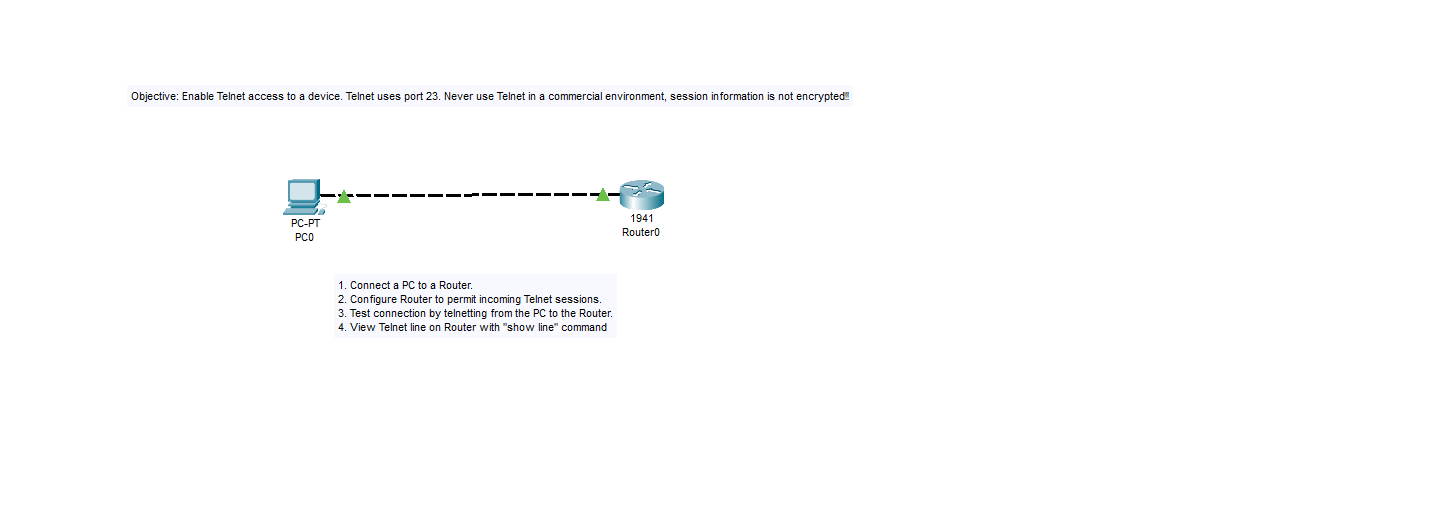 Objective: Enable Telnet access to a device. Telnet uses port 23. Never use Telnet in a commercial environment, session information is not encrypted!!
PC-PT
PC0
1941
Router0
1. Connect a PC to a Router.
2. Configure Router to permit incoming Telnet sessions.
3. Test connection by telnetting from the PC to the Router.
4. View Telnet line on Router with "show line" command